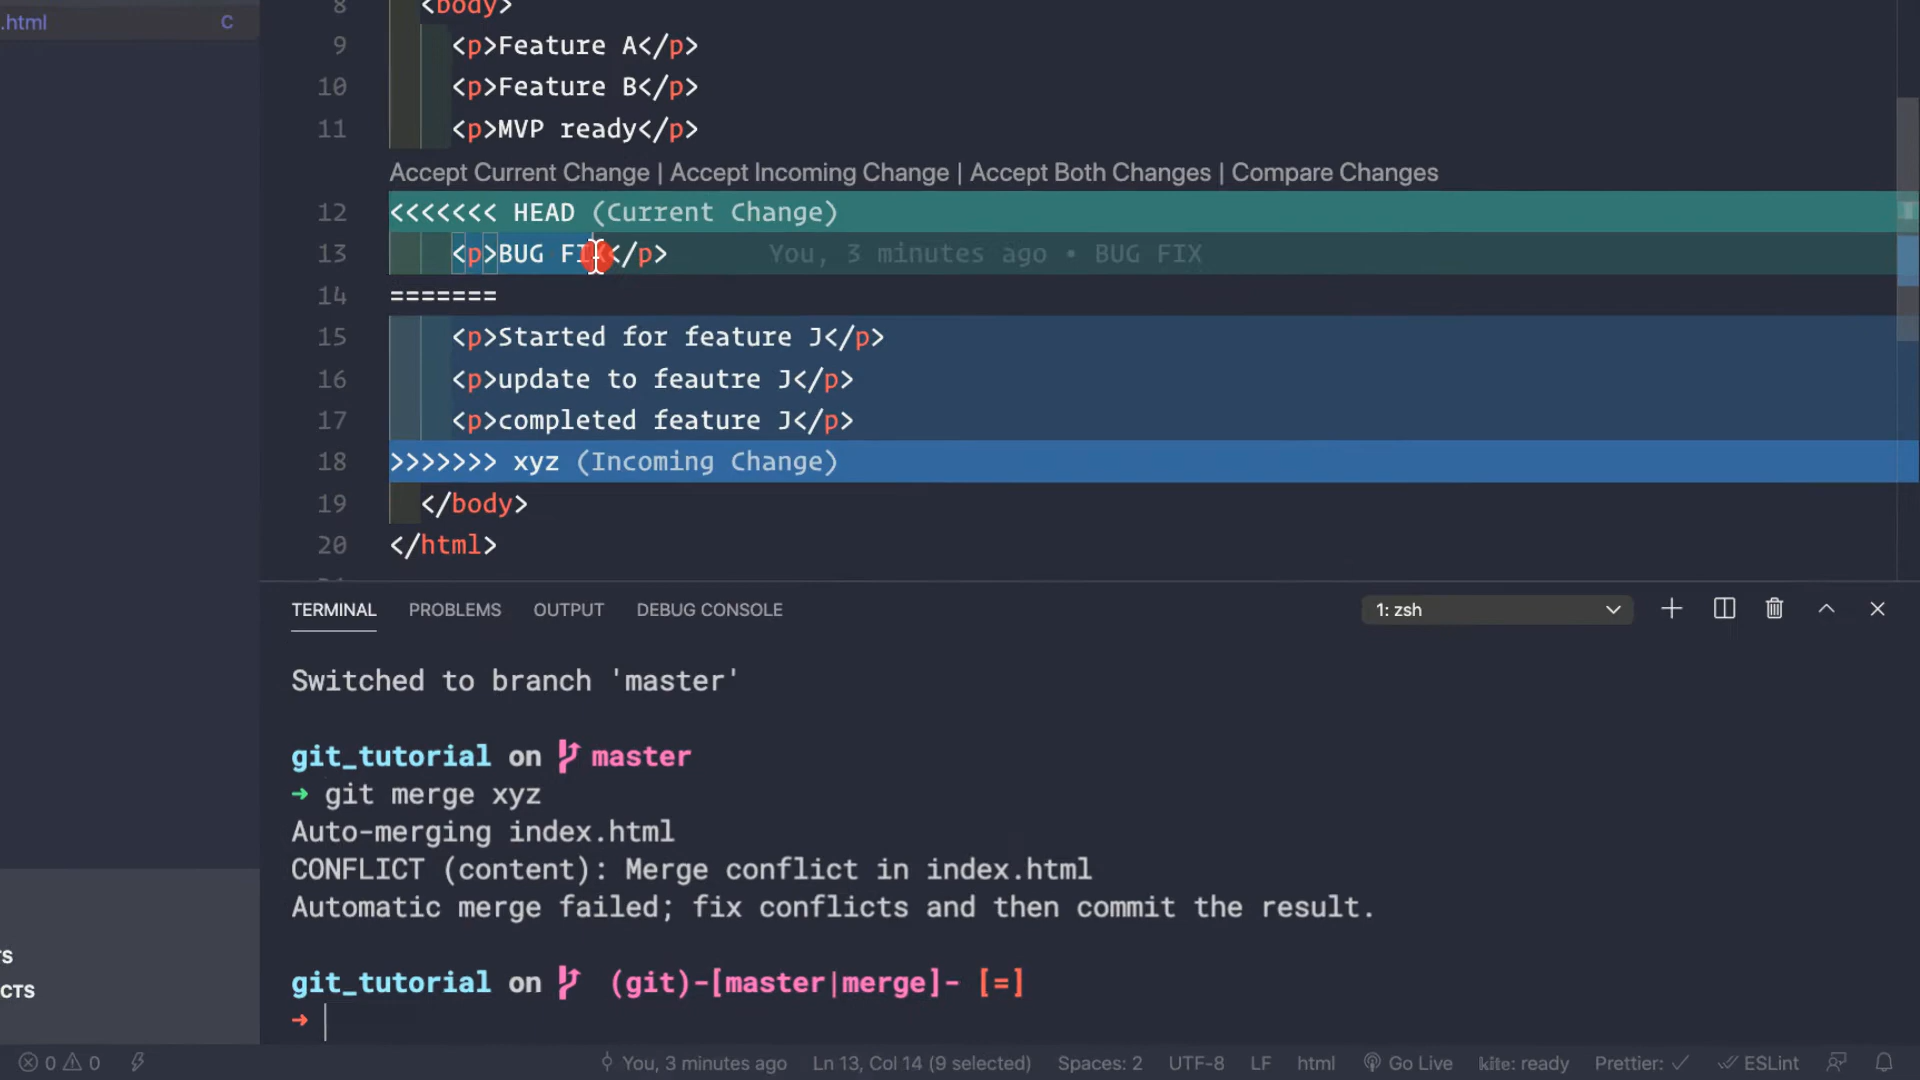 .html C
8 <body>
9 <p>Feature A</p>
10 <p>Feature B</p>
11 <p>MVP ready</p>
Accept Current Change | Accept Incoming Change | Accept Both Changes | Compare Changes
12 <<<<<<< HEAD (Current Change)
13 <p>BUG FIX</p> You, 3 minutes ago • BUG FIX
14 =======
15 <p>Started for feature J</p>
16 <p>update to feautre J</p>
17 <p>completed feature J</p>
18 >>>>>>> xyz (Incoming Change)
19 </body>
20 </html>
TERMINAL PROBLEMS OUTPUT DEBUG CONSOLE 1: zsh
Switched to branch 'master'
git_tutorial on master
→ git merge xyz
Auto-merging index.html
CONFLICT (content): Merge conflict in index.html
Automatic merge failed; fix conflicts and then commit the result.
git_tutorial on (git)-[master|merge]- [=]
→
TS
CTS
0 0 You, 3 minutes ago Ln 13, Col 14 (9 selected) Spaces: 2 UTF-8 LF html Go Live kite: ready Prettier: ✓ ESLint